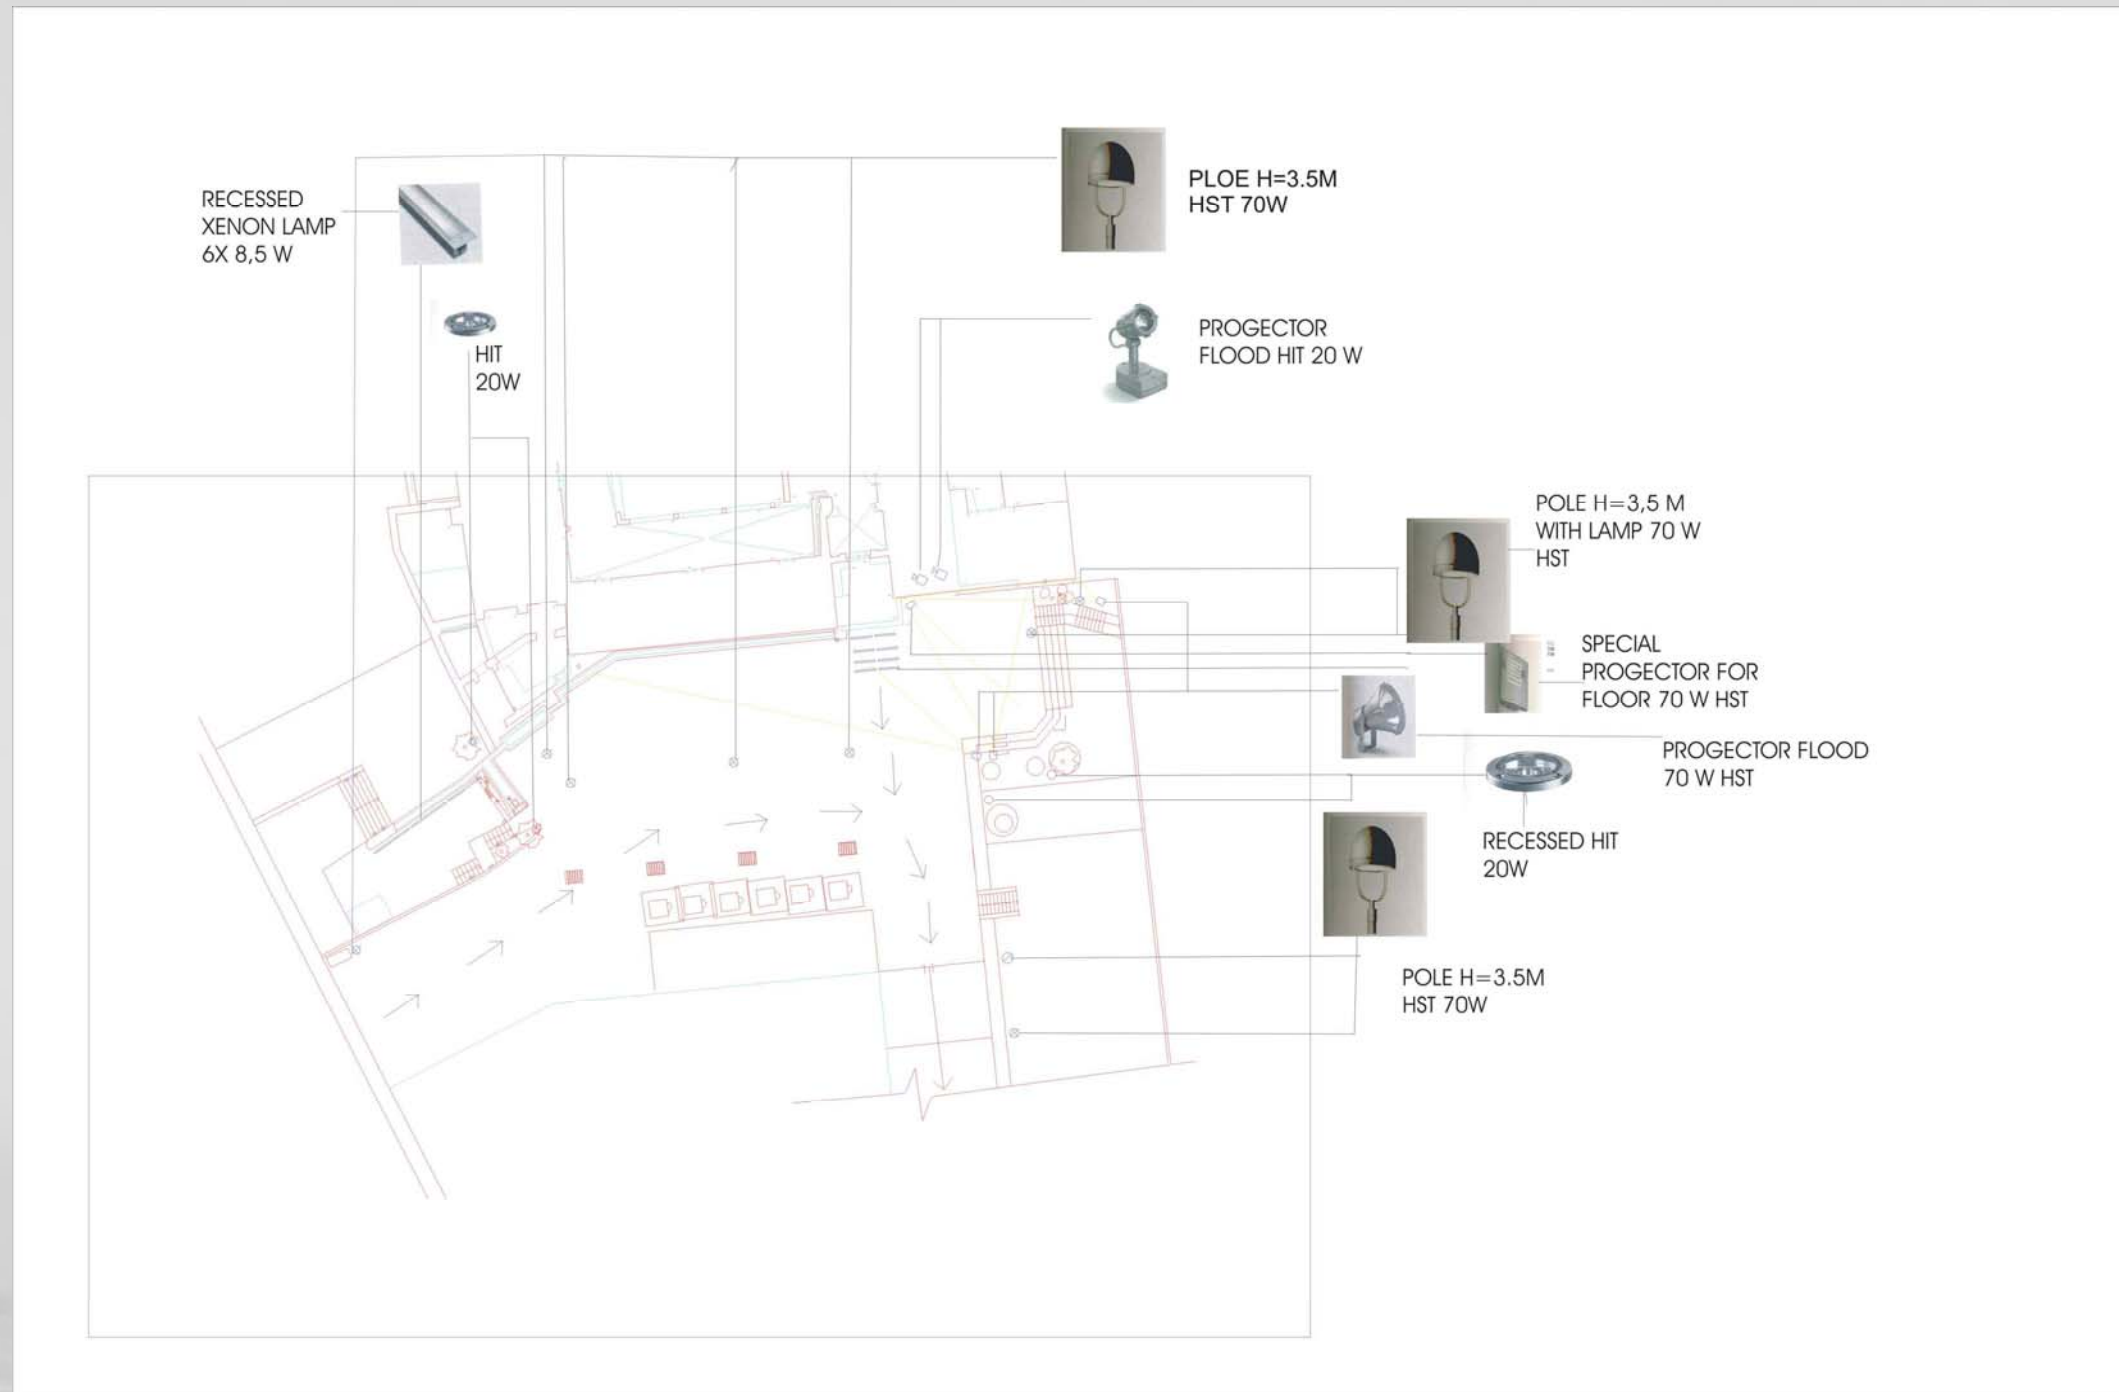 RECESSED
XENON LAMP
6X 8,5 W
HIT
20W
PLOE H=3.5M
HST 70W
PROGECTOR
FLOOD HIT 20 W
POLE H=3,5 M
WITH LAMP 70 W
HST
SPECIAL
PROGECTOR FOR
FLOOR 70 W HST
PROGECTOR FLOOD
70 W HST
RECESSED HIT
20W
POLE H=3.5M
HST 70W